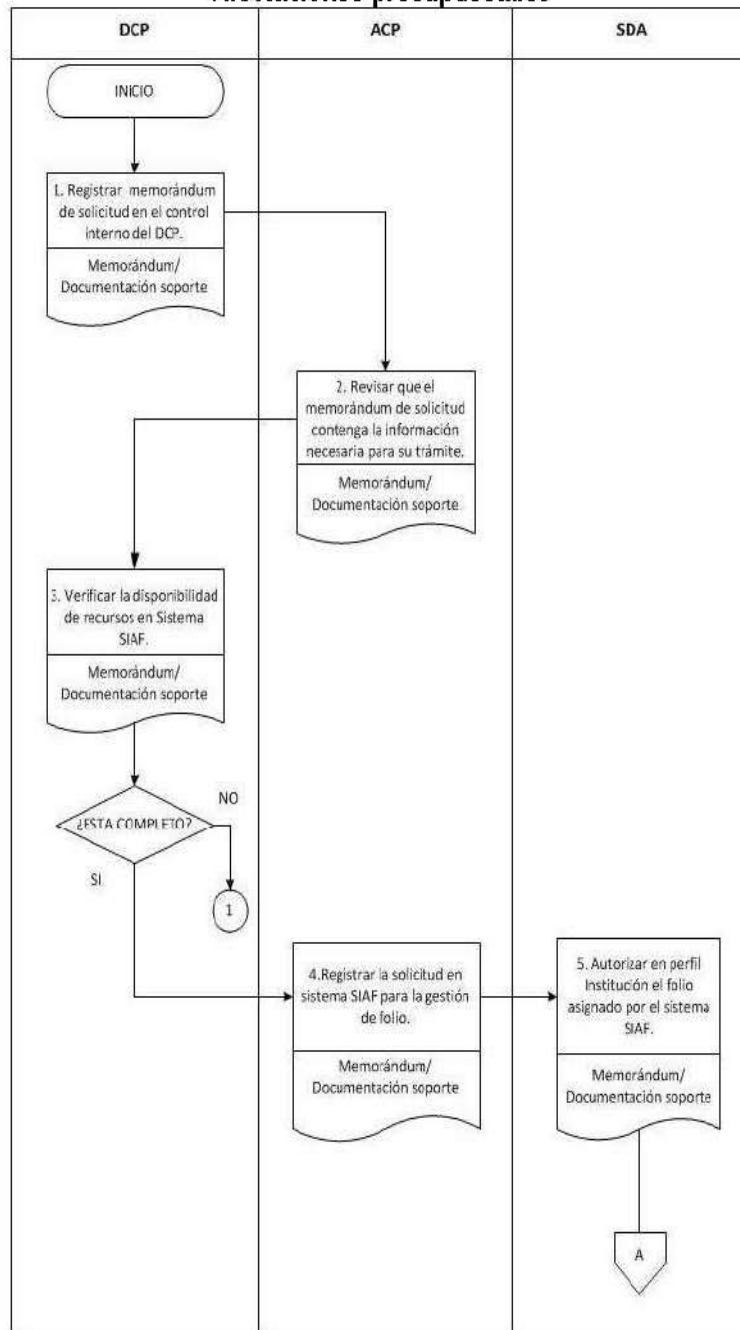 presupuestales
DCP
ACP
SDA
INICIO
1. Registrar memorándum
de solicitud en el control
interno del DCP.
Memorándum/
Documentación soporte
2. Revisar que el
memorándum de solicitud
contenga la información
necesaria para su trámite.
Memorándum/
Documentación soporte
3. Verificar la disponibilidad
de recursos en Sistema
SIAF.
Memorándum/
Documentación soporte
¿ESTA COMPLETO?
NO
SI
1
4.Registrar la solicitud en
sistema SIAF para la gestión
de folio.
Memorándum/
Documentación soporte
5. Autorizar en perfil
Institución el folio
asignado por el sistema
SIAF.
Memorándum/
Documentación soporte
A